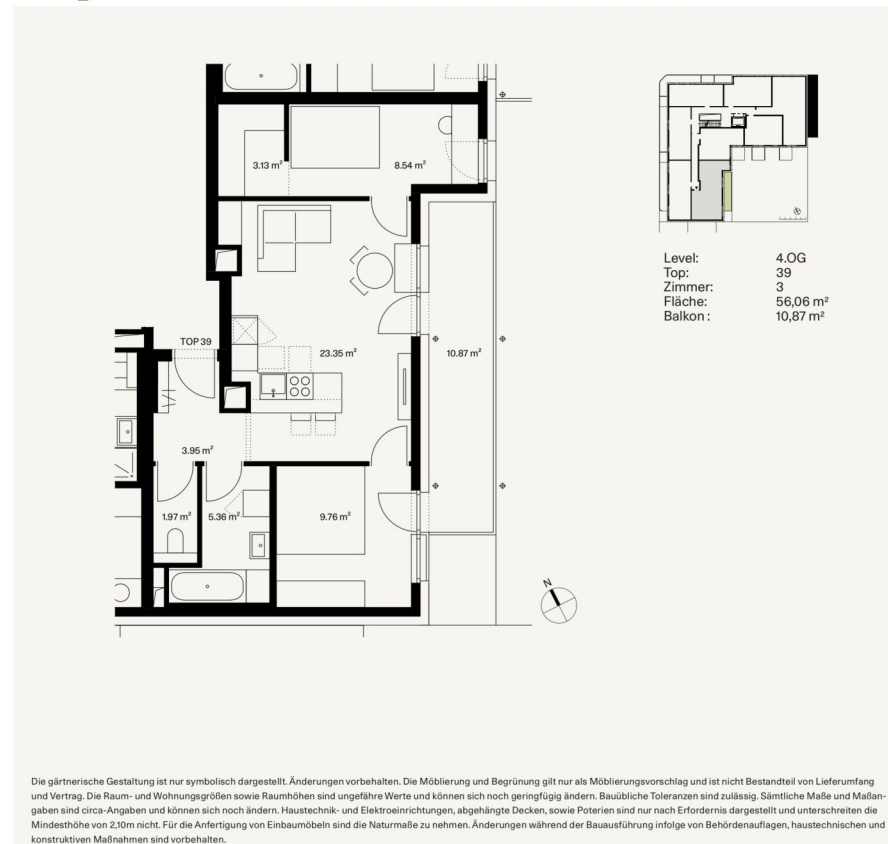 3.13 m²
8.54 m²
TOP 39
23.35 m²
10.87 m²
3.95 m²
1.97 m²
5.36 m²
9.76 m²
N
Level: 4.OG
Top: 39
Zimmer: 3
Fläche: 56,06 m²
Balkon : 10,87 m²
Die gärtnerische Gestaltung ist nur symbolisch dargestellt. Änderungen vorbehalten. Die Möblierung und Begrünung gilt nur als Möblierungsvorschlag und ist nicht Bestandteil von Lieferumfang
und Vertrag. Die Raum- und Wohnungsgrößen sowie Raumhöhen sind ungefähre Werte und können sich noch geringfügig ändern. Bauübliche Toleranzen sind zulässig. Sämtliche Maße und Maßan-
gaben sind circa-Angaben und können sich noch ändern. Haustechnik- und Elektroeinrichtungen, abgehängte Decken, sowie Poterien sind nur nach Erfordernis dargestellt und unterschreiten die
Mindesthöhe von 2,10m nicht. Für die Anfertigung von Einbaumöbeln sind die Naturmaße zu nehmen. Änderungen während der Bauausführung infolge von Behördenauflagen, haustechnischen und
konstruktiven Maßnahmen sind vorbehalten.